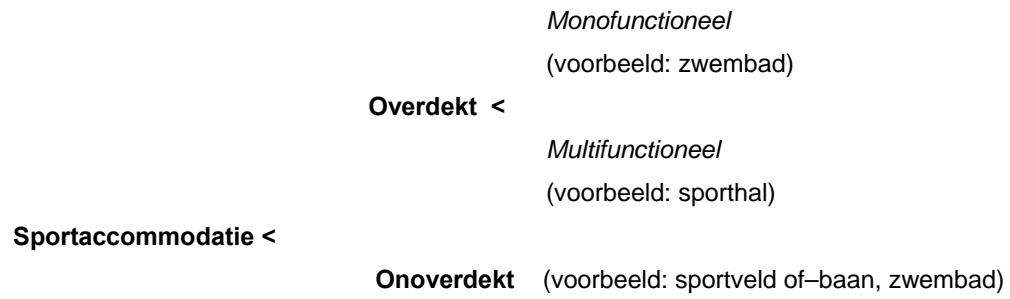 Monofunctioneel
(voorbeeld: zwembad)
Overdekt <
Multifunctioneel
(voorbeeld: sporthal)
Sportaccommodatie <
Onoverdekt (voorbeeld: sportveld of–baan, zwembad)